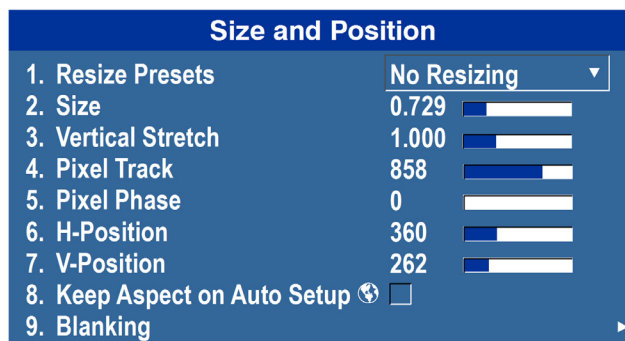 Size and Position
1. Resize Presets No Resizing
2. Size 0.729
3. Vertical Stretch 1.000
4. Pixel Track 858
5. Pixel Phase 0
6. H-Position 360
7. V-Position 262
8. Keep Aspect on Auto Setup
9. Blanking